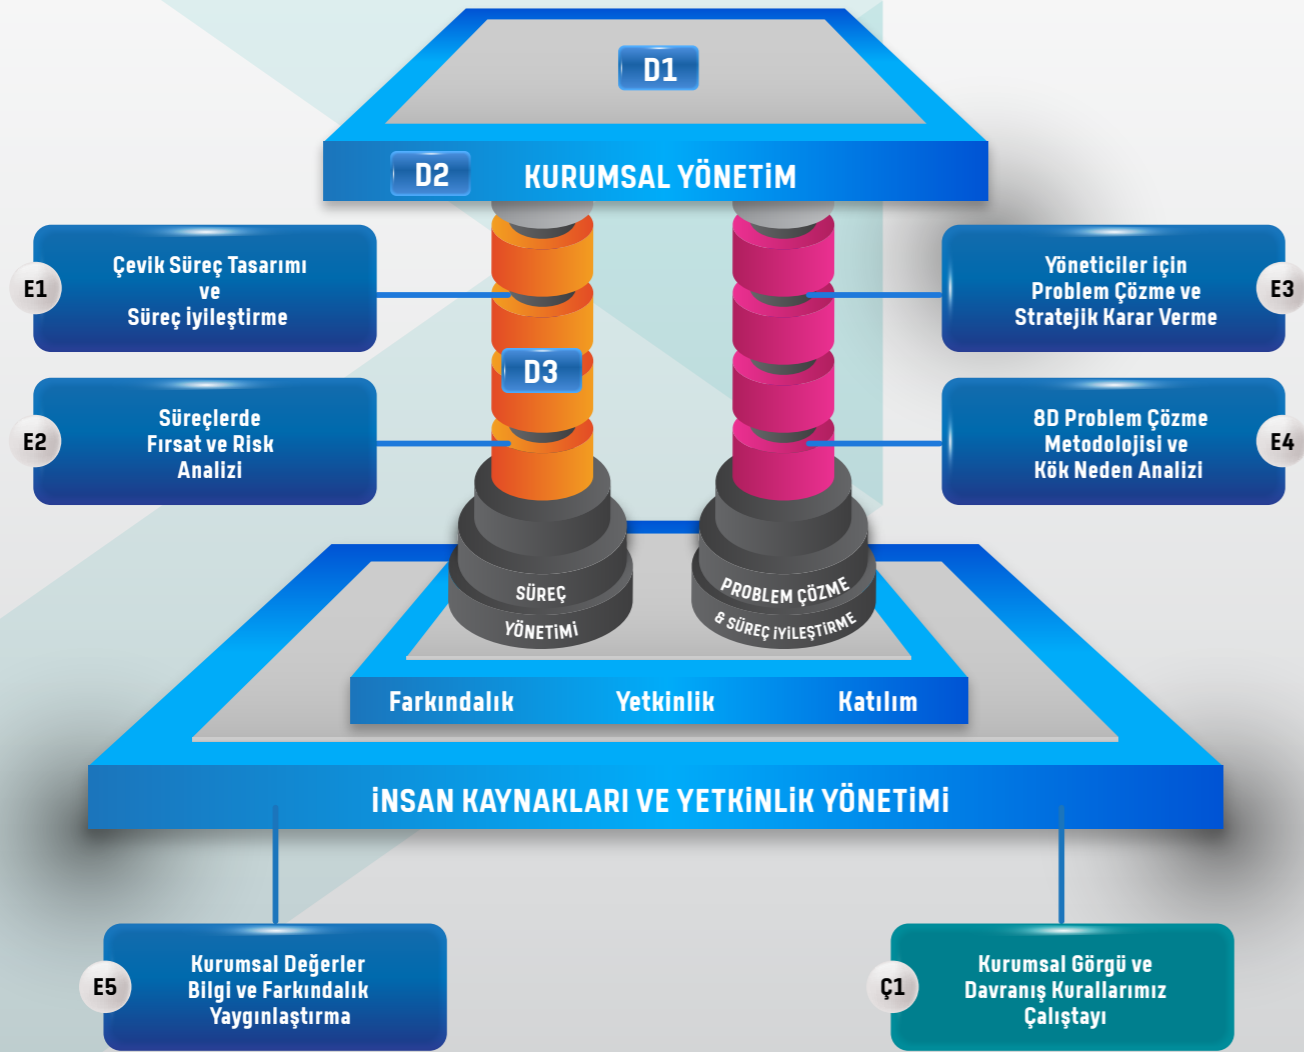 D1
D2
KURUMSAL YÖNETİM
E1
Çevik Süreç Tasarımı
ve
Süreç İyileştirme
E3
Yöneticiler için
Problem Çözme ve
Stratejik Karar Verme
D3
E2
Süreçlerde
Fırsat ve Risk
Analizi
E4
8D Problem Çözme
Metodolojisi ve
Kök Neden Analizi
SÜREÇ
YÖNETİMİ
PROBLEM ÇÖZME
& SÜREÇ İYİLEŞTİRME
Farkındalık Yetkinlik Katılım
İNSAN KAYNAKLARI VE YETKİNLİK YÖNETİMİ
E5
Kurumsal Değerler
Bilgi ve Farkındalık
Yaygınlaştırma
Ç1
Kurumsal Görgü ve
Davranış Kurallarımız
Çalıştayı